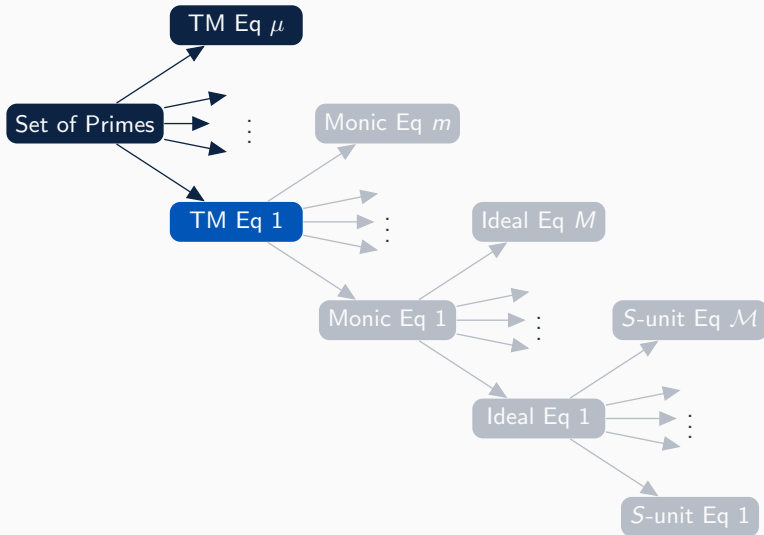 TM Eq μ
Set of Primes
⋮
Monic Eq m
TM Eq 1
⋮
Ideal Eq M
Monic Eq 1
⋮
S-unit Eq ℳ
Ideal Eq 1
⋮
S-unit Eq 1